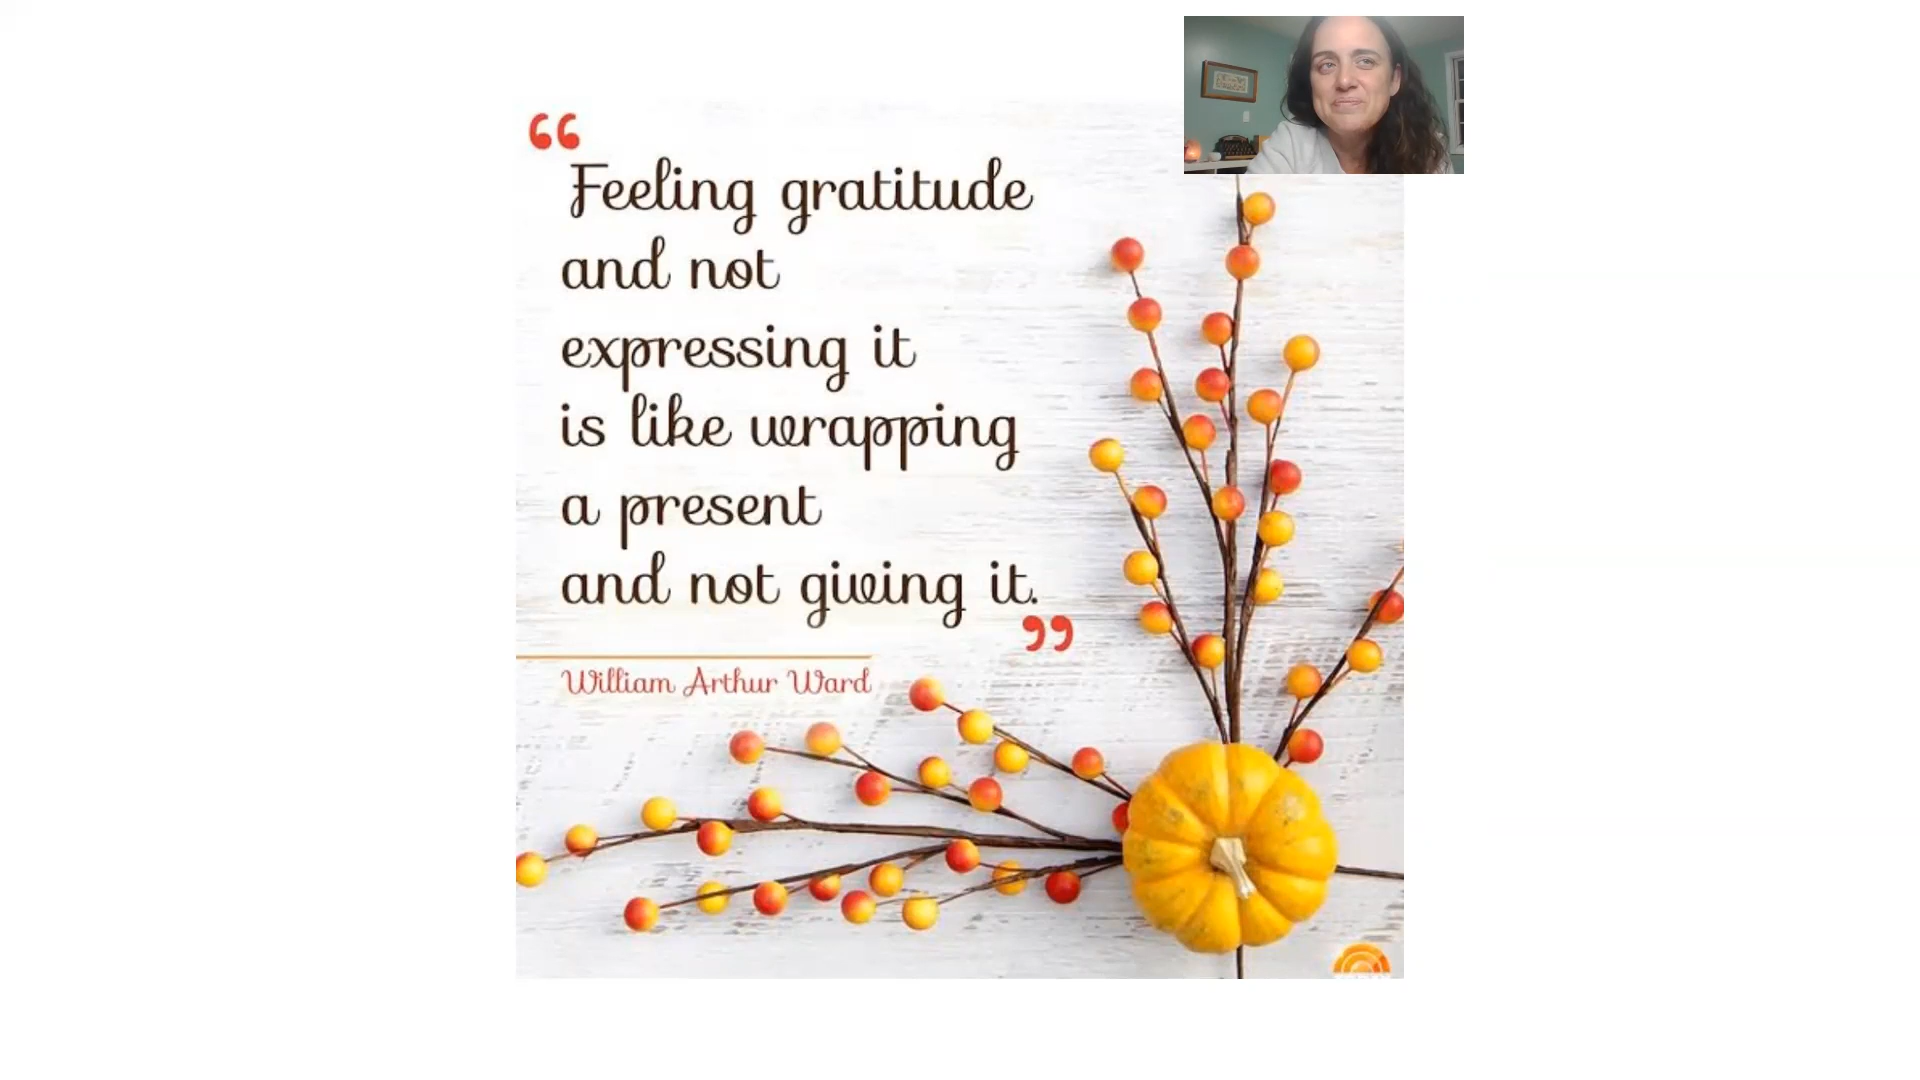 “
Feeling gratitude
and not
expressing it
is like wrapping
a present
and not giving it.
”
William Arthur Ward